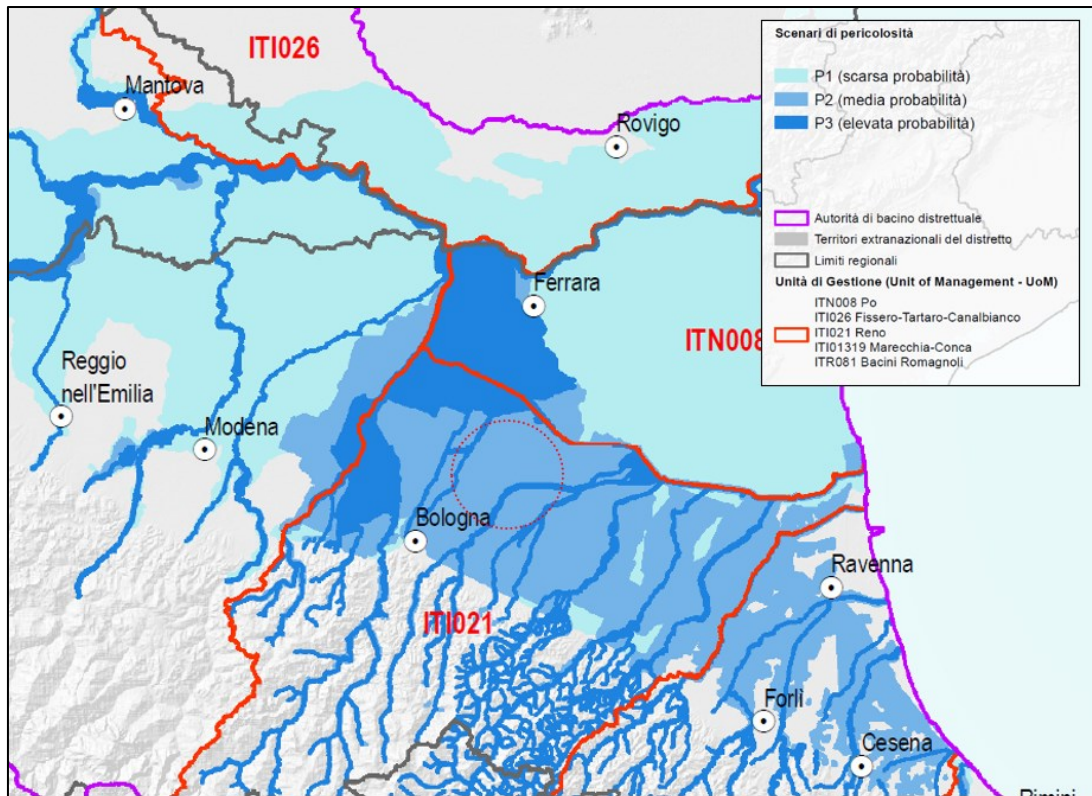 ITI026
Mantova
Rovigo
Ferrara
ITN008
Reggio
nell'Emilia
Modena
Bologna
Ravenna
ITI021
Forlì
Cesena
Rimini
Scenari di pericolosità
P1 (scarsa probabilità)
P2 (media probabilità)
P3 (elevata probabilità)
Autorità di bacino distrettuale
Territori extranazionali del distretto
Limiti regionali
Unità di Gestione (Unit of Management - UoM)
ITN008 Po
ITI026 Fissero-Tartaro-Canalbianco
ITI021 Reno
ITI01319 Marecchia-Conca
ITR081 Bacini Romagnoli